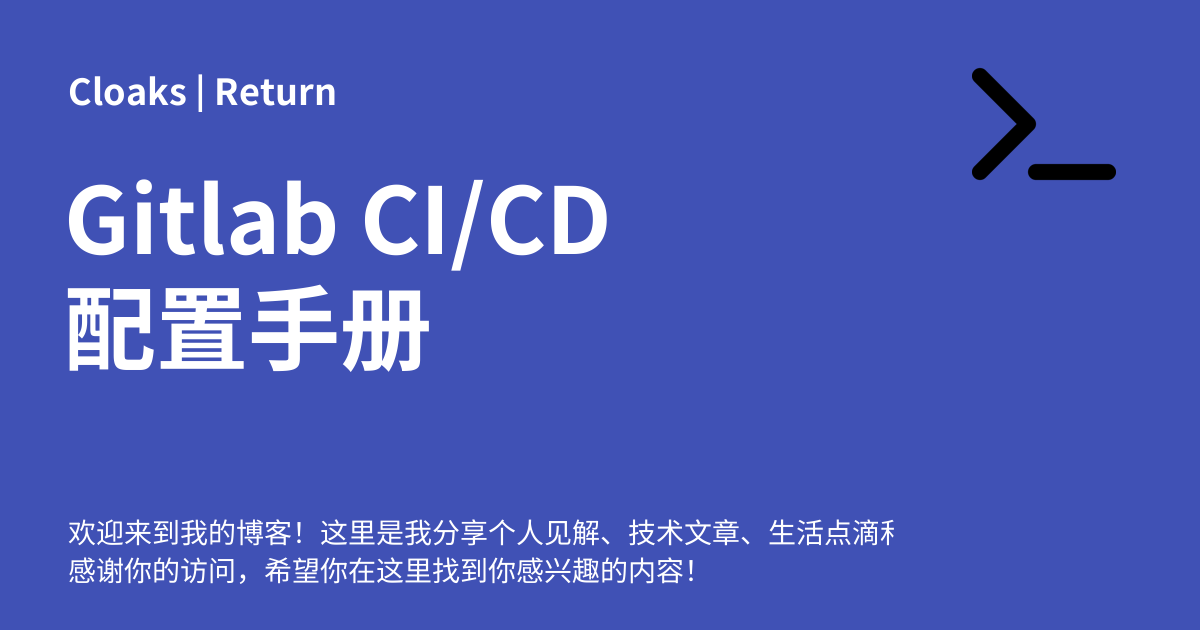 Cloaks | Return
Gitlab CI/CD
配置手册
欢迎来到我的博客！这里是我分享个人见解、技术文章、生活点滴
感谢你的访问，希望你在这里找到你感兴趣的内容！